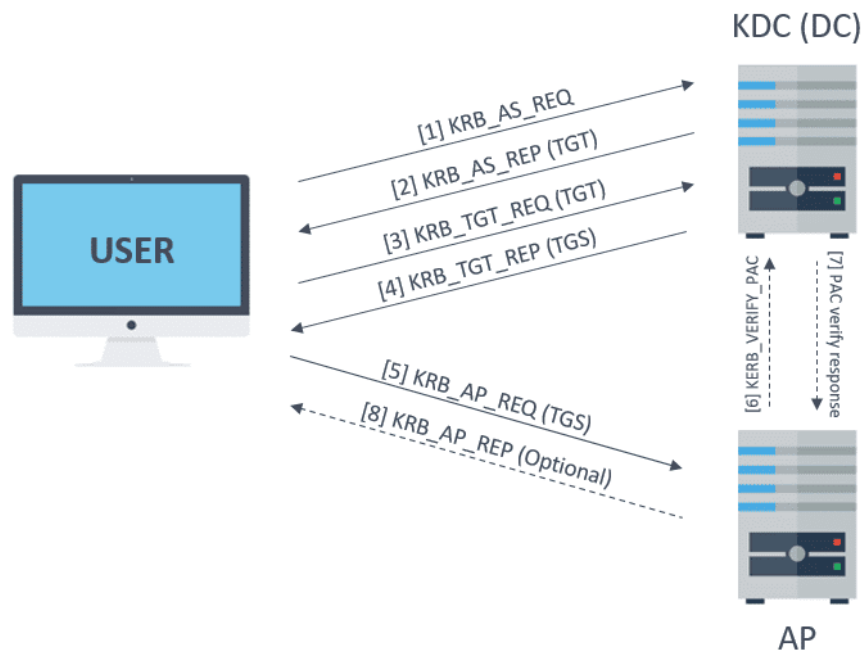 KDC (DC)
[1] KRB_AS_REQ
[2] KRB_AS_REP (TGT)
[3] KRB_TGT_REQ (TGT)
[4] KRB_TGT_REP (TGS)
USER
[5] KRB_AP_REQ (TGS)
[8] KRB_AP_REP (Optional)
[6] KERB_VERIFY_PAC
[7] PAC verify response
AP